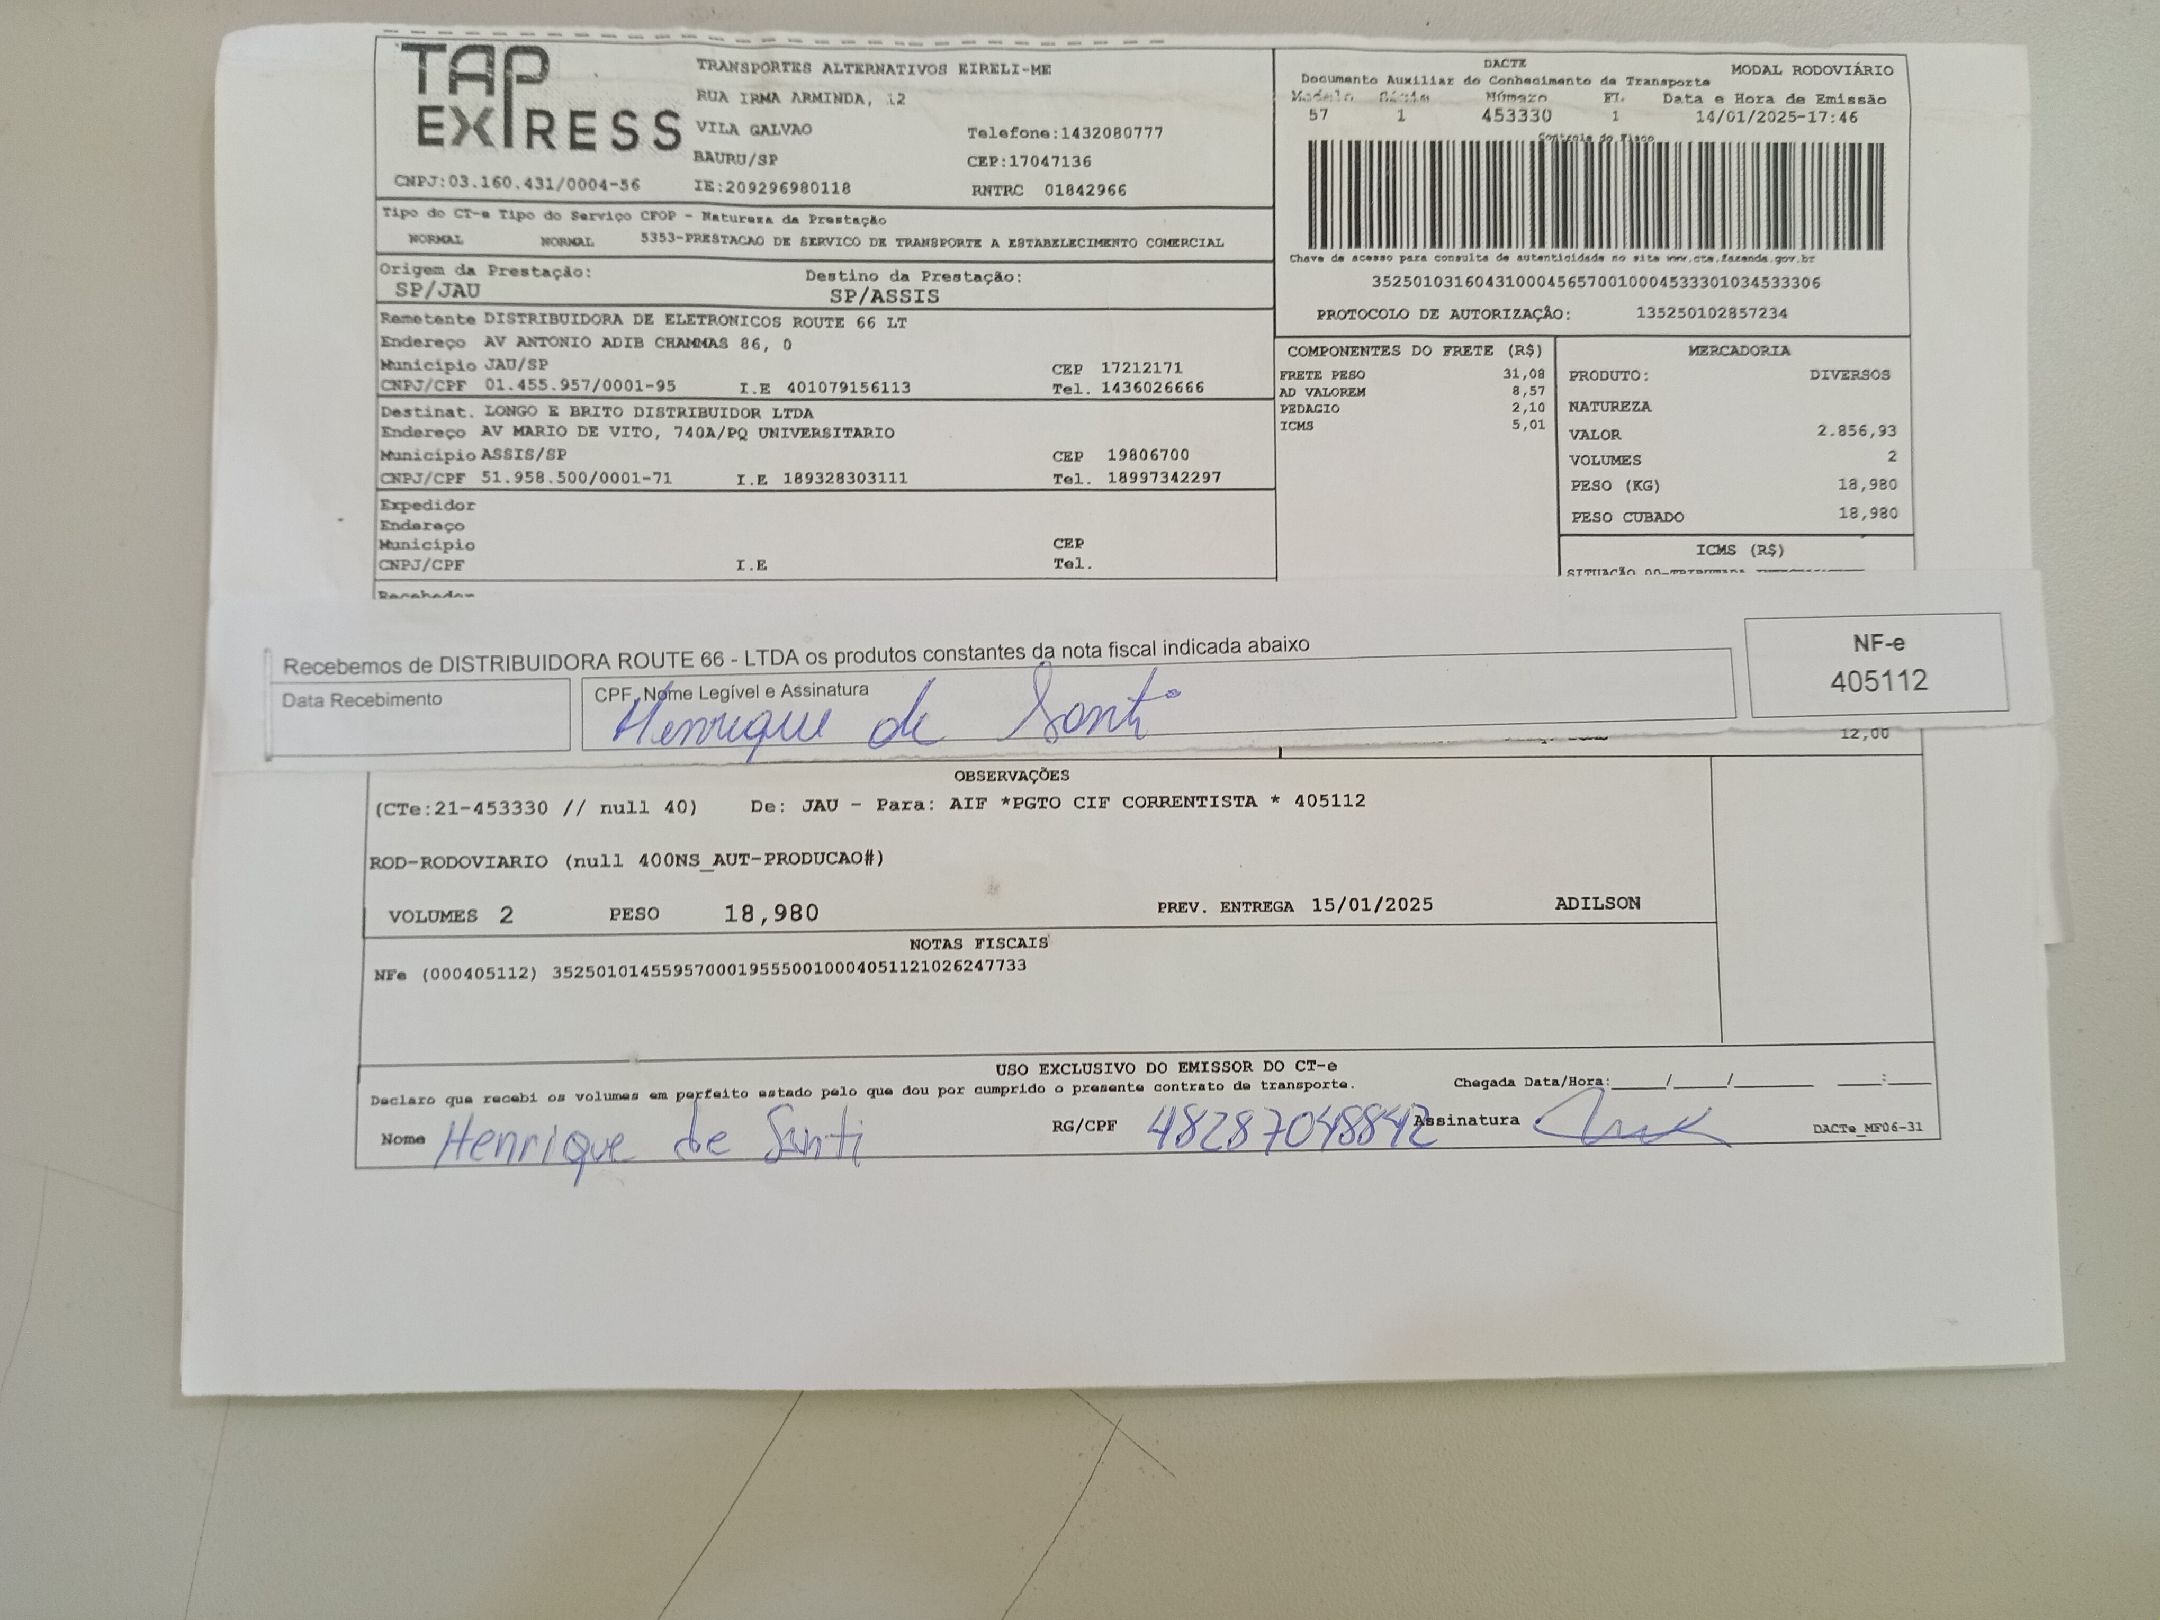 TAP
EXPRESS
TRANSPORTES ALTERNATIVOS EIRELI-ME
RUA IRMA ARMINDA, 12
VILA GALVAO Telefone:1432080777
BAURU/SP CEP:17047136
CNPJ:03.160.431/0004-56 IE:209296980118 RNTRC 01842966
DACTE MODAL RODOVIÁRIO
Documento Auxiliar do Conhecimento de Transporte
Modelo Série Número FL Data e Hora de Emissão
57 1 453330 1 14/01/2025-17:46
Controle do Fisco
Chave de acesso para consulta de autenticidade no site www.cte.fazenda.gov.br
35250103160431000456570010004533301034533306
PROTOCOLO DE AUTORIZAÇÃO: 135250102857234
Tipo do CT-e Tipo do Serviço CFOP - Natureza da Prestação
NORMAL NORMAL 5353-PRESTACAO DE SERVICO DE TRANSPORTE A ESTABELECIMENTO COMERCIAL
Origem da Prestação: Destino da Prestação:
SP/JAU SP/ASSIS
Remetente DISTRIBUIDORA DE ELETRONICOS ROUTE 66 LT
Endereço AV ANTONIO ADIB CHAMMAS 86, 0
Município JAU/SP CEP 17212171
CNPJ/CPF 01.455.957/0001-95 I.E 401079156113 Tel. 1436026666
Destinat. LONGO E BRITO DISTRIBUIDOR LTDA
Endereço AV MARIO DE VITO, 740A/PQ UNIVERSITARIO
Município ASSIS/SP CEP 19806700
CNPJ/CPF 51.958.500/0001-71 I.E 189328303111 Tel. 18997342297
Expedidor
Endereço
Município CEP
CNPJ/CPF I.E Tel.
COMPONENTES DO FRETE (R$)
FRETE PESO 31,08
AD VALOREM 8,57
PEDAGIO 2,10
ICMS 5,01
MERCADORIA
PRODUTO: DIVERSOS
NATUREZA
VALOR 2.856,93
VOLUMES 2
PESO (KG) 18,980
PESO CUBADO 18,980
ICMS (R$)
Recebemos de DISTRIBUIDORA ROUTE 66 - LTDA os produtos constantes da nota fiscal indicada abaixo
Data Recebimento CPF, Nome Legível e Assinatura
Henrique de Santi
NF-e
405112
12,00
OBSERVAÇÕES
(CTe:21-453330 // null 40) De: JAU - Para: AIF *PGTO CIF CORRENTISTA * 405112
ROD-RODOVIARIO (null 400NS_AUT-PRODUCAO#)
VOLUMES 2 PESO 18,980 PREV. ENTREGA 15/01/2025 ADILSON
NOTAS FISCAIS
NFe (000405112) 35250101455957000195550010004051121026247733
USO EXCLUSIVO DO EMISSOR DO CT-e
Declaro que recebi os volumes em perfeito estado pelo que dou por cumprido o presente contrato de transporte. Chegada Data/Hora:____/____/________ ____:____
Nome Henrique de Santi RG/CPF 48287048842 Assinatura
DACTe_MF06-31